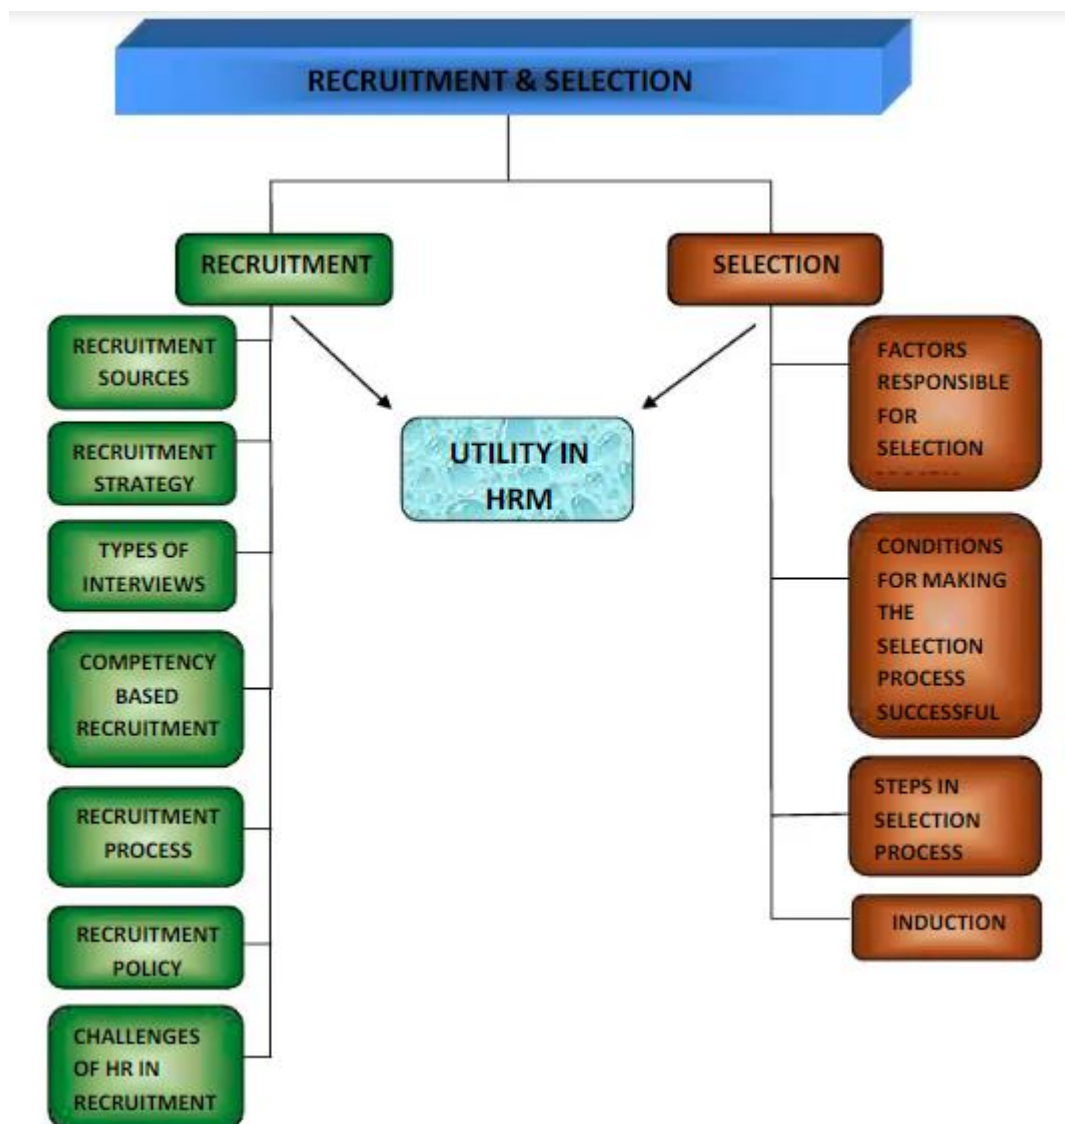 RECRUITMENT & SELECTION
RECRUITMENT
SELECTION
RECRUITMENT
SOURCES
RECRUITMENT
STRATEGY
TYPES OF
INTERVIEWS
COMPETENCY
BASED
RECRUITMENT
RECRUITMENT
PROCESS
RECRUITMENT
POLICY
CHALLENGES
OF HR IN
RECRUITMENT
UTILITY IN
HRM
FACTORS
RESPONSIBLE
FOR
SELECTION
CONDITIONS
FOR MAKING
THE
SELECTION
PROCESS
SUCCESSFUL
STEPS IN
SELECTION
PROCESS
INDUCTION